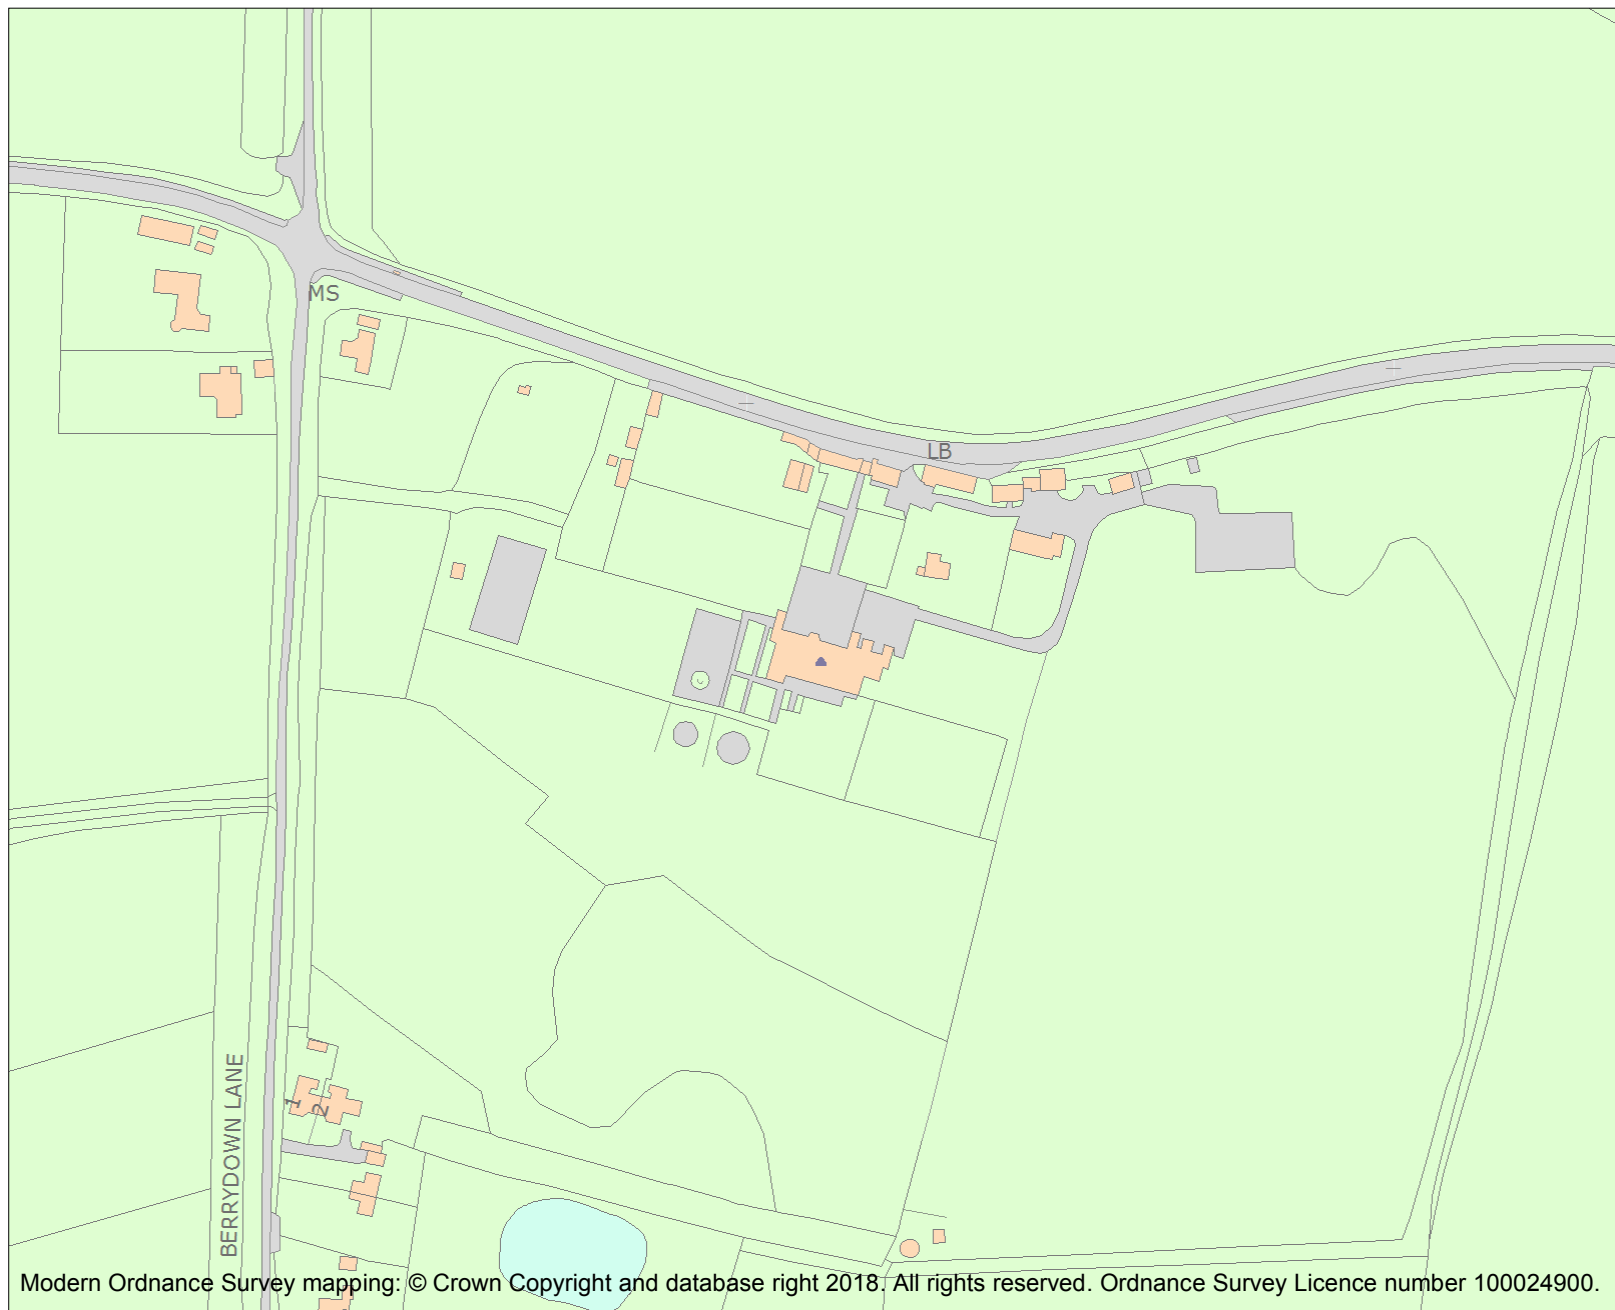 MS
LB
1
2
BERRYDOWN LANE
Modern Ordnance Survey mapping: © Crown Copyright and database right 2018. All rights reserved. Ordnance Survey Licence number 100024900.